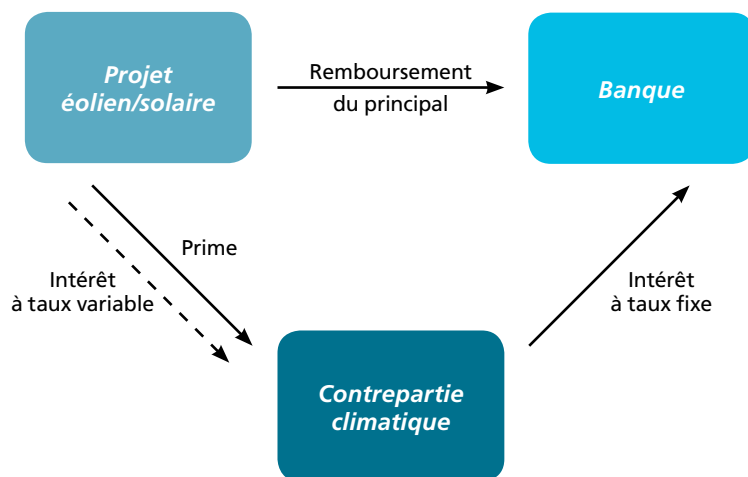 Projet
éolien/solaire
Remboursement
du principal
Banque
Prime
Intérêt
à taux variable
Intérêt
à taux fixe
Contrepartie
climatique